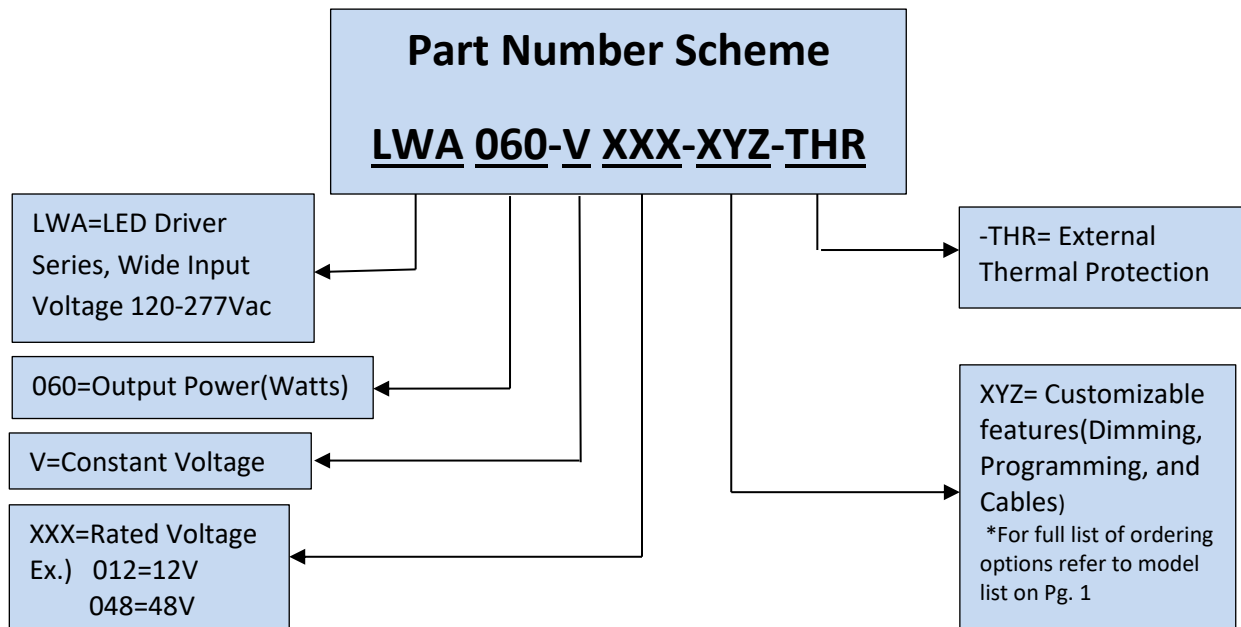 Part Number Scheme
LWA 060-V XXX-XYZ-THR
LWA=LED Driver
Series, Wide Input
Voltage 120-277Vac
060=Output Power(Watts)
V=Constant Voltage
XXX=Rated Voltage
Ex.) 012=12V
048=48V
-THR= External
Thermal Protection
XYZ= Customizable
features(Dimming,
Programming, and
Cables)
*For full list of ordering
options refer to model
list on Pg. 1